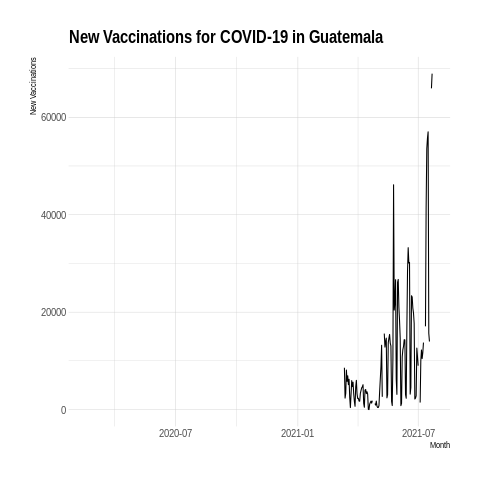 New Vaccinations for COVID-19 in Guatemala
New Vaccinations
60000
40000
20000
0
2020-07 2021-01 2021-07
Month